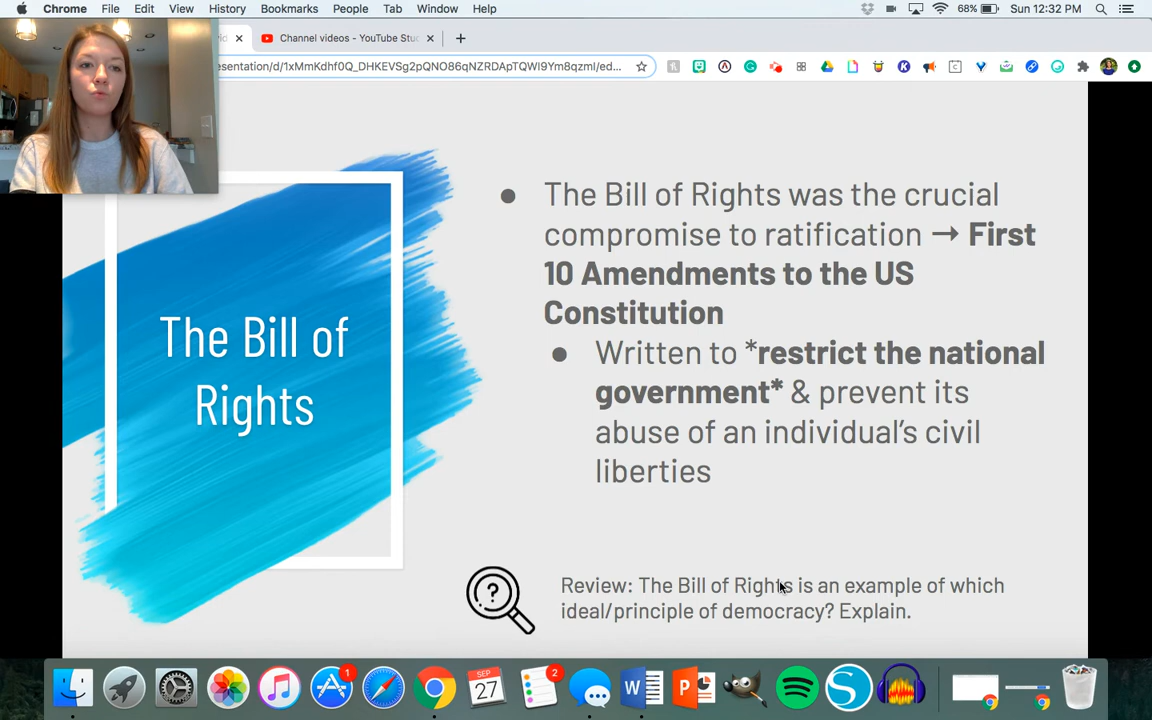 Chrome File Edit View History Bookmarks People Tab Window Help 68% Sun 12:32 PM
Channel videos - YouTube Stu
esentation/d/1xMmKdhf0Q_DHKEVSg2pQNO86qNZRDApTQWI9Ym8qzmI/ed...
● The Bill of Rights was the crucial
compromise to ratification → First
10 Amendments to the US
Constitution
● Written to *restrict the national
government* & prevent its
abuse of an individual's civil
liberties
The Bill of
Rights
?
Review: The Bill of Rights is an example of which
ideal/principle of democracy? Explain.
1
SEP
27
2
W
P
S